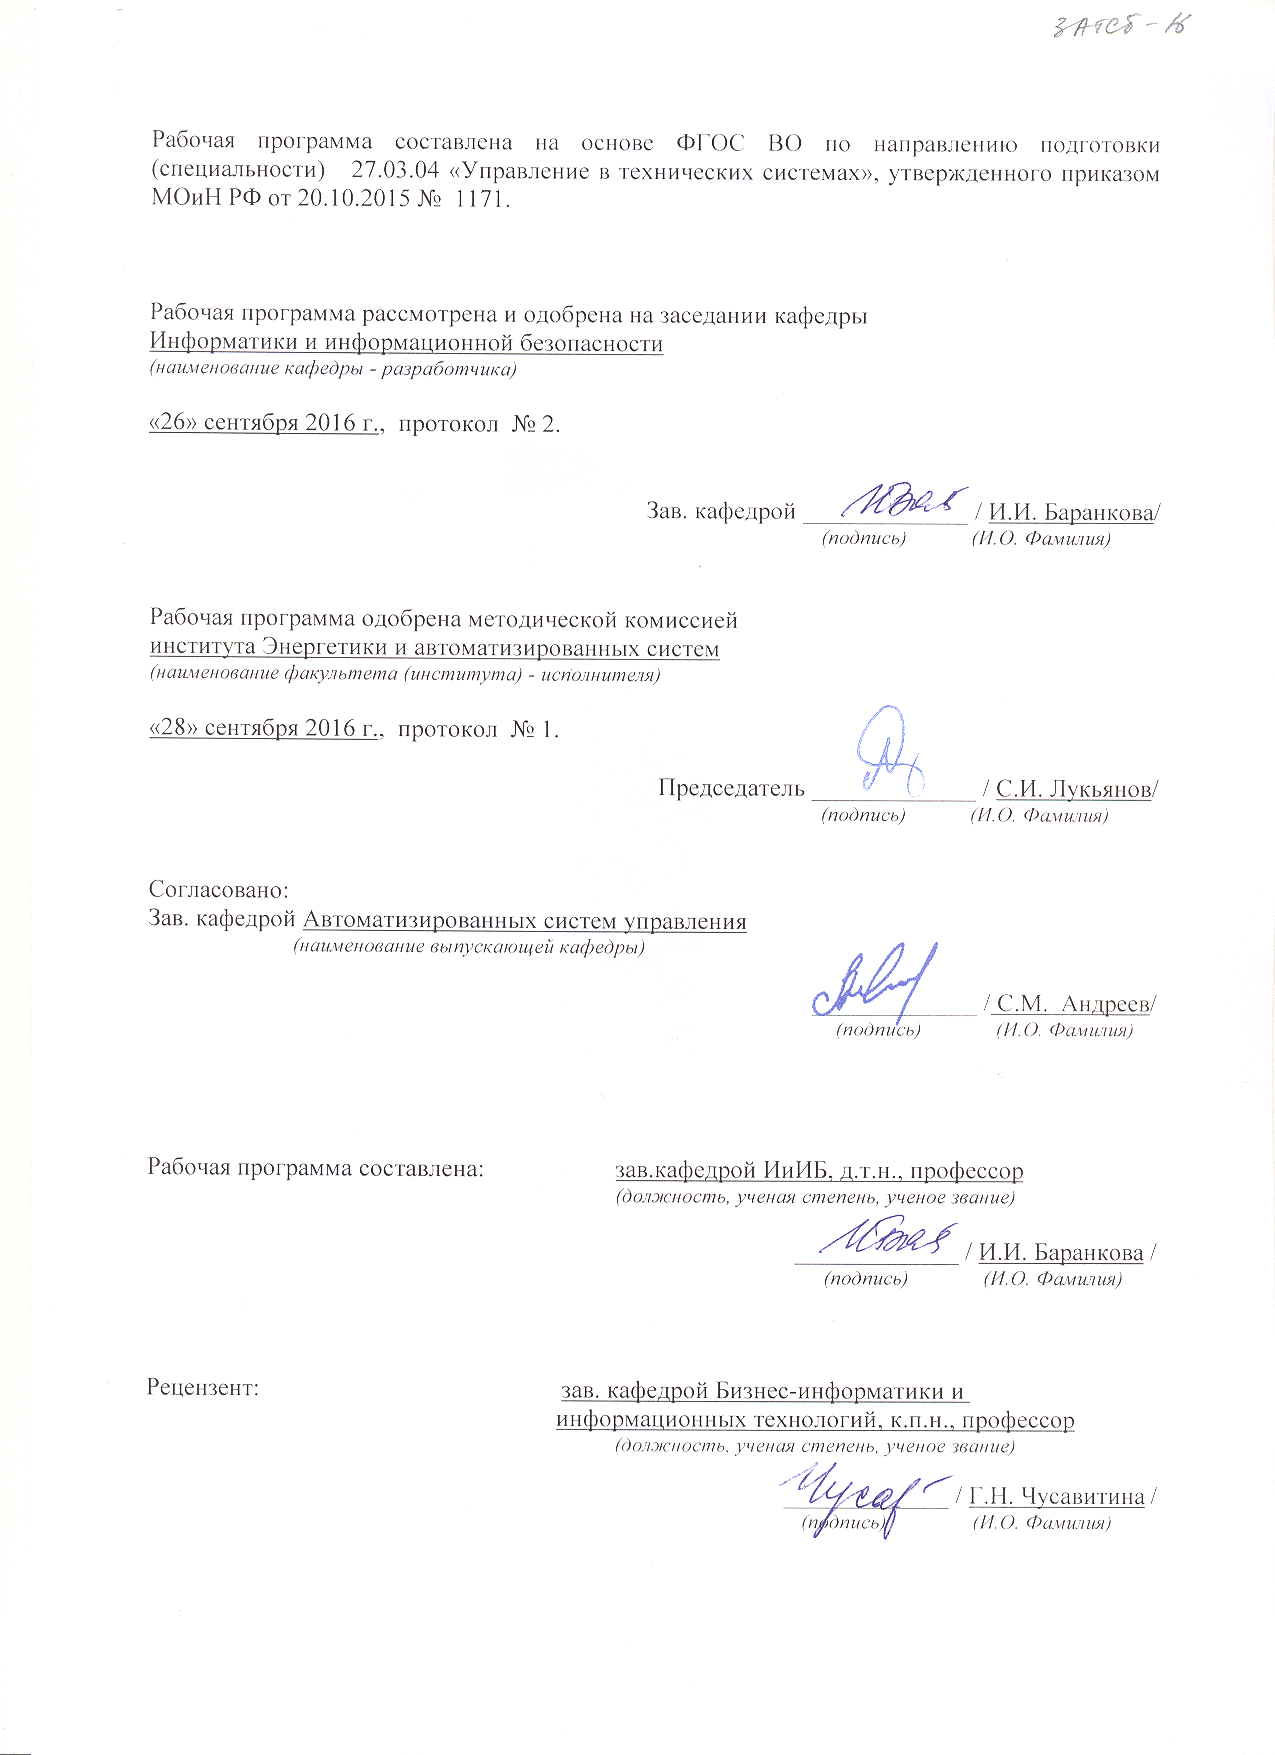 ЗАТСБ-16
Рабочая программа составлена на основе ФГОС ВО по направлению подготовки
(специальности) 27.03.04 «Управление в технических системах», утвержденного приказом
МОиН РФ от 20.10.2015 № 1171.
Рабочая программа рассмотрена и одобрена на заседании кафедры
Информатики и информационной безопасности
(наименование кафедры - разработчика)
«26» сентября 2016 г., протокол № 2.
Зав. кафедрой _____________ / И.И. Баранкова/
(подпись) (И.О. Фамилия)
Рабочая программа одобрена методической комиссией
института Энергетики и автоматизированных систем
(наименование факультета (института) - исполнителя)
«28» сентября 2016 г., протокол № 1.
Председатель _____________ / С.И. Лукьянов/
(подпись) (И.О. Фамилия)
Согласовано:
Зав. кафедрой Автоматизированных систем управления
(наименование выпускающей кафедры)
_____________ / С.М. Андреев/
(подпись) (И.О. Фамилия)
Рабочая программа составлена: зав.кафедрой ИиИБ, д.т.н., профессор
(должность, ученая степень, ученое звание)
_____________ / И.И. Баранкова /
(подпись) (И.О. Фамилия)
Рецензент: зав. кафедрой Бизнес-информатики и
информационных технологий, к.п.н., профессор
(должность, ученая степень, ученое звание)
_____________ / Г.Н. Чусавитина /
(подпись) (И.О. Фамилия)